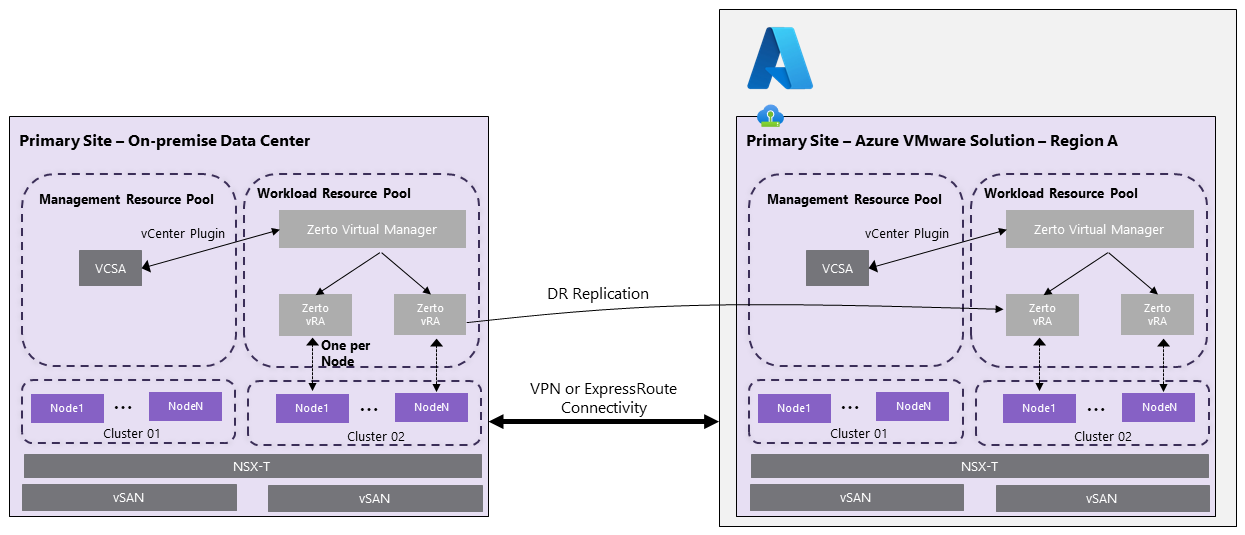 Primary Site – On-premise Data Center
Management Resource Pool
Workload Resource Pool
vCenter Plugin
Zerto Virtual Manager
VCSA
Zerto
vRA
Zerto
vRA
One per
Node
Node1
...
NodeN
Cluster 01
Node1
...
NodeN
Cluster 02
NSX-T
vSAN
vSAN
DR Replication
VPN or ExpressRoute
Connectivity
Primary Site – Azure VMware Solution – Region A
Management Resource Pool
Workload Resource Pool
vCenter Plugin
Zerto Virtual Manager
VCSA
Zerto
vRA
Zerto
vRA
Node1
...
NodeN
Cluster 01
Node1
...
NodeN
Cluster 02
NSX-T
vSAN
vSAN